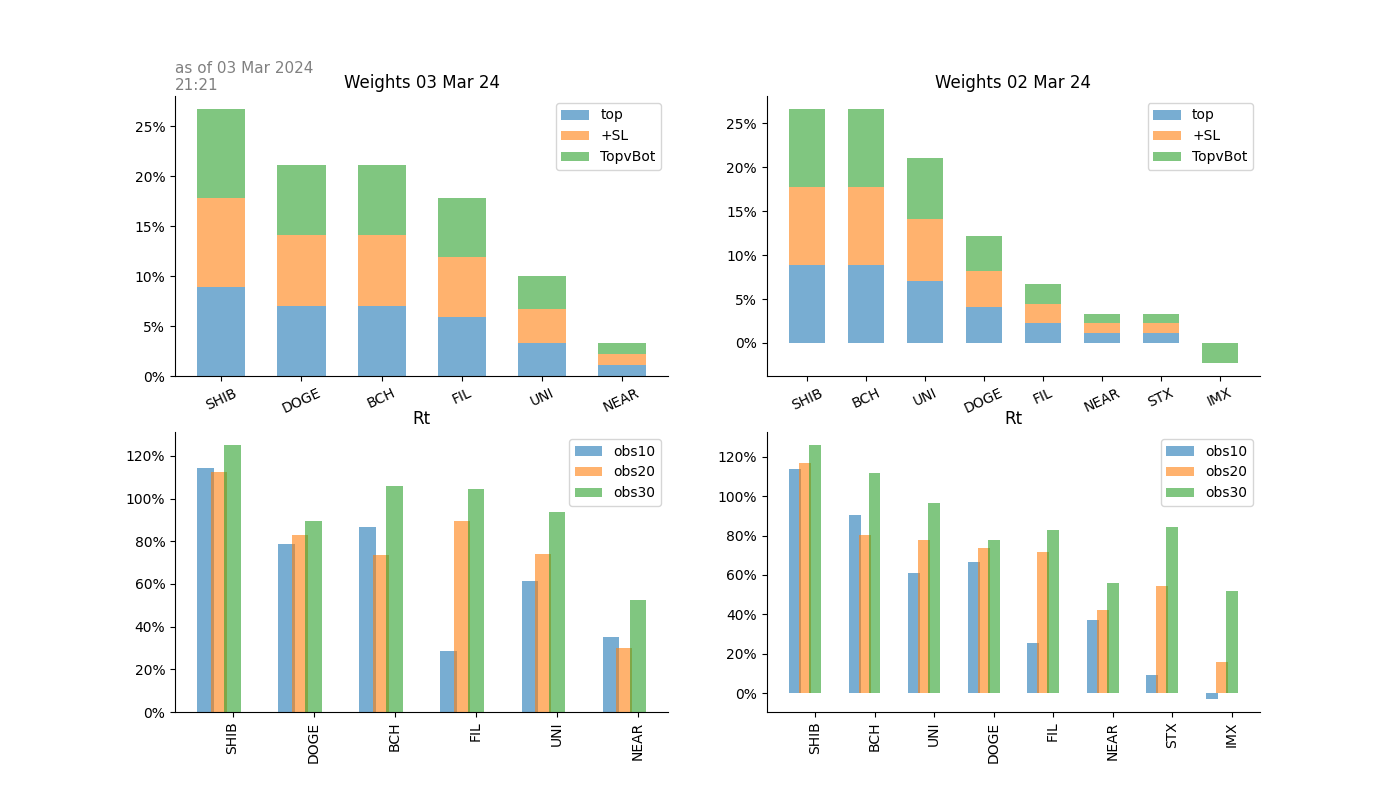 as of 03 Mar 2024
21:21
Weights 03 Mar 24
25%
20%
15%
10%
5%
0%
top
+SL
TopvBot
SHIB
DOGE
BCH
FIL
UNI
NEAR
Weights 02 Mar 24
25%
20%
15%
10%
5%
0%
top
+SL
TopvBot
SHIB
BCH
UNI
DOGE
FIL
NEAR
STX
IMX
Rt
120%
100%
80%
60%
40%
20%
0%
obs10
obs20
obs30
SHIB
DOGE
BCH
FIL
UNI
NEAR
Rt
120%
100%
80%
60%
40%
20%
0%
obs10
obs20
obs30
SHIB
BCH
UNI
DOGE
FIL
NEAR
STX
IMX